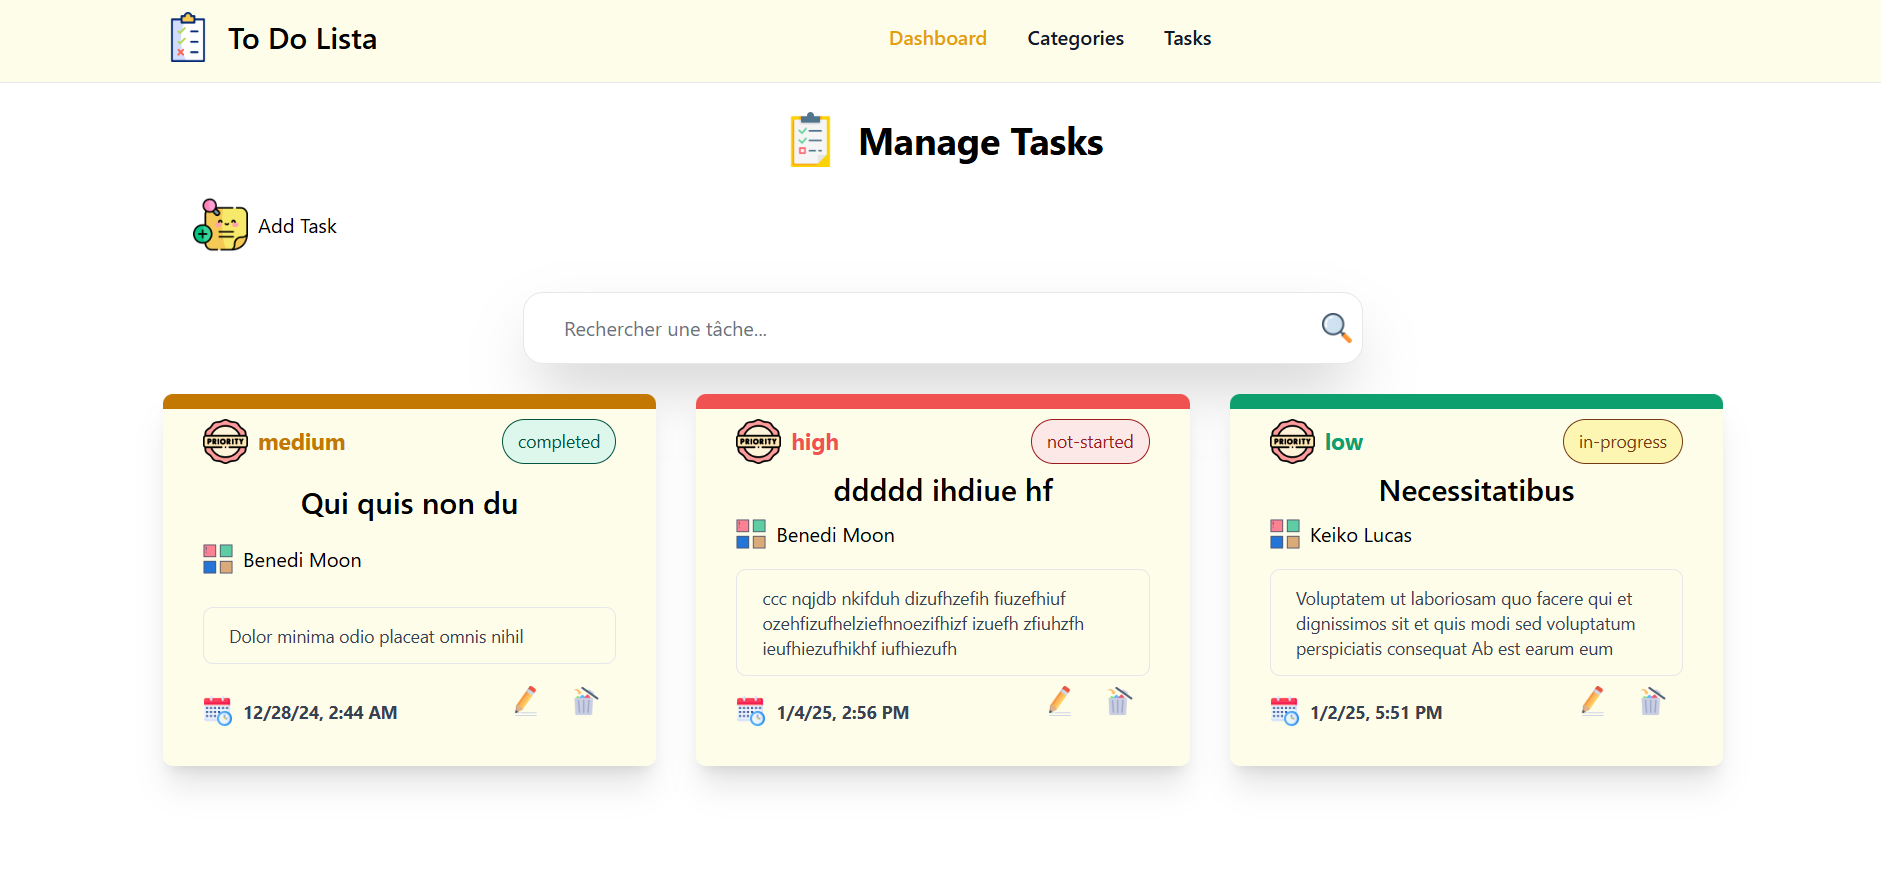 To Do Lista
Dashboard
Categories
Tasks
Manage Tasks
Add Task
Rechercher une tâche...
PRIORITY
medium
completed
Qui quis non du
Benedi Moon
Dolor minima odio placeat omnis nihil
12/28/24, 2:44 AM
PRIORITY
high
not-started
ddddd ihdiue hf
Benedi Moon
ccc nqjdb nkifduh dizufhzefih fiuzefhiuf
ozehfizufhelziefhnoezifhizf izuefh zfiuhzfh
ieufhiezufhikhf iufhiezufh
1/4/25, 2:56 PM
PRIORITY
low
in-progress
Necessitatibus
Keiko Lucas
Voluptatem ut laboriosam quo facere qui et
dignissimos sit et quis modi sed voluptatum
perspiciatis consequat Ab est earum eum
1/2/25, 5:51 PM